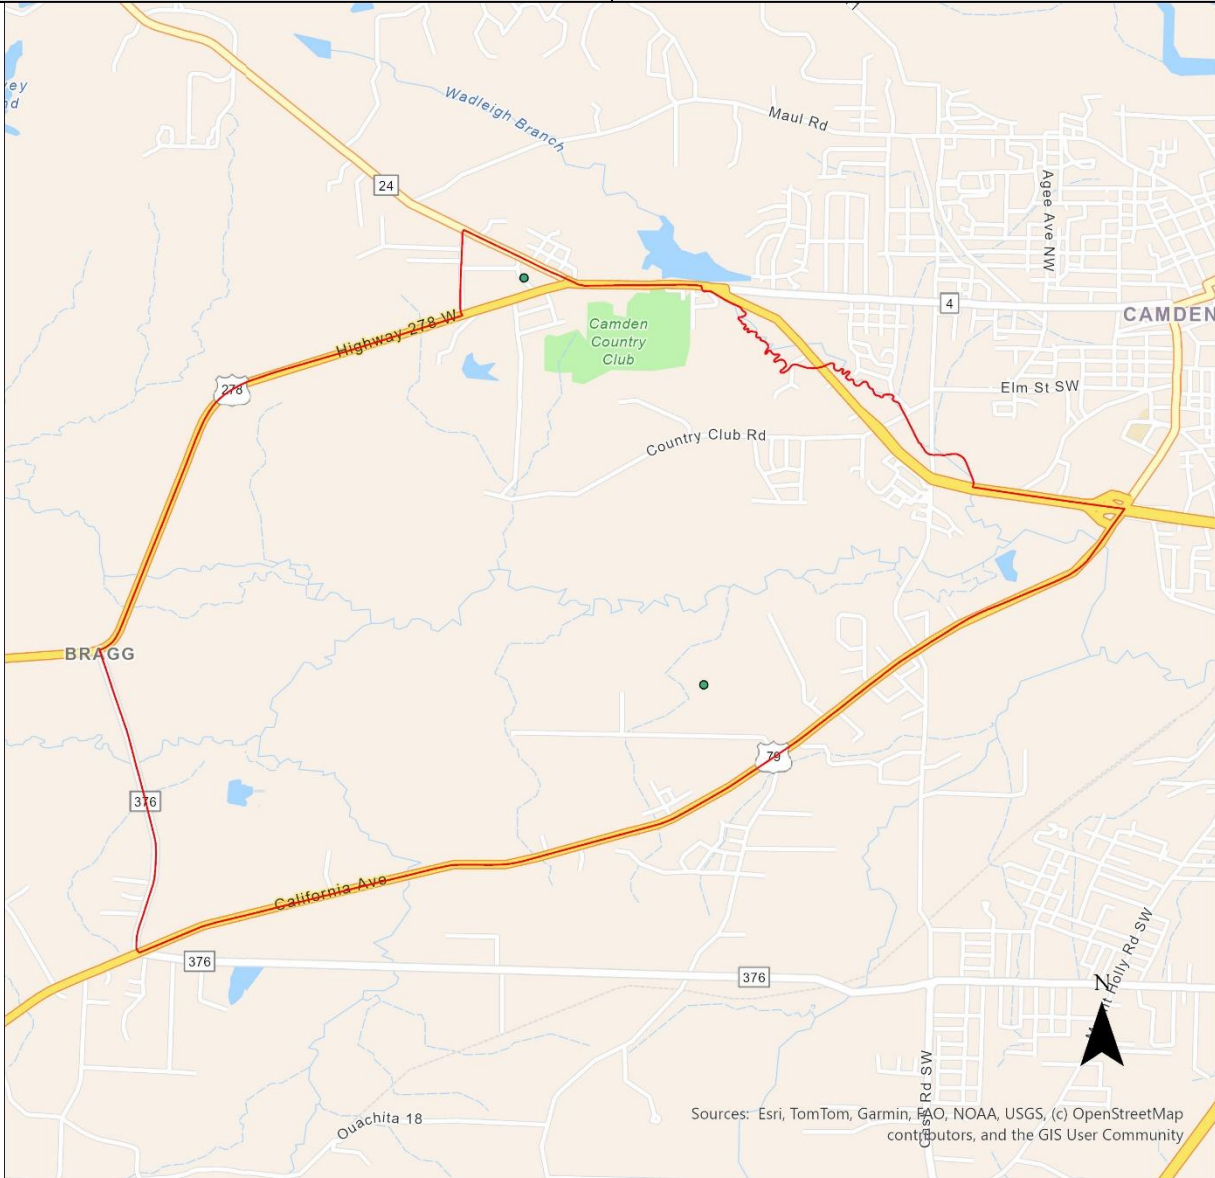 ey
nd
Wadleigh Branch
Maul Rd
24
Agee Ave NW
4
CAMDEN
Camden
Country
Club
Highway 278 W
278
Elm St SW
Country Club Rd
BRAGG
79
376
California Ave
376
376
Holly Rd SW
N
Ouachita 18
Rd SW
Sources: Esri, TomTom, Garmin, FAO, NOAA, USGS, (c) OpenStreetMap
contributors, and the GIS User Community